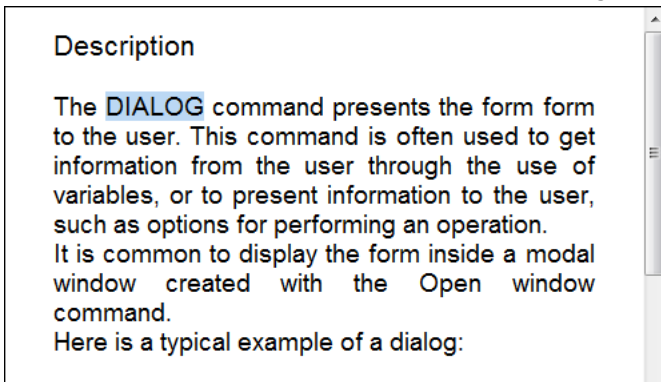 Description
The DIALOG command presents the form form
to the user. This command is often used to get
information from the user through the use of
variables, or to present information to the user,
such as options for performing an operation.
It is common to display the form inside a modal
window created with the Open window
command.
Here is a typical example of a dialog: